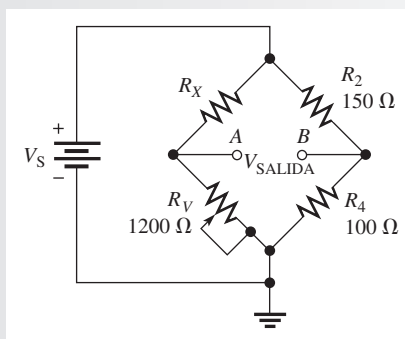 R_X
R_2
150 Ω
+
V_S
−
A
B
V_SALIDA
R_V
1200 Ω
R_4
100 Ω